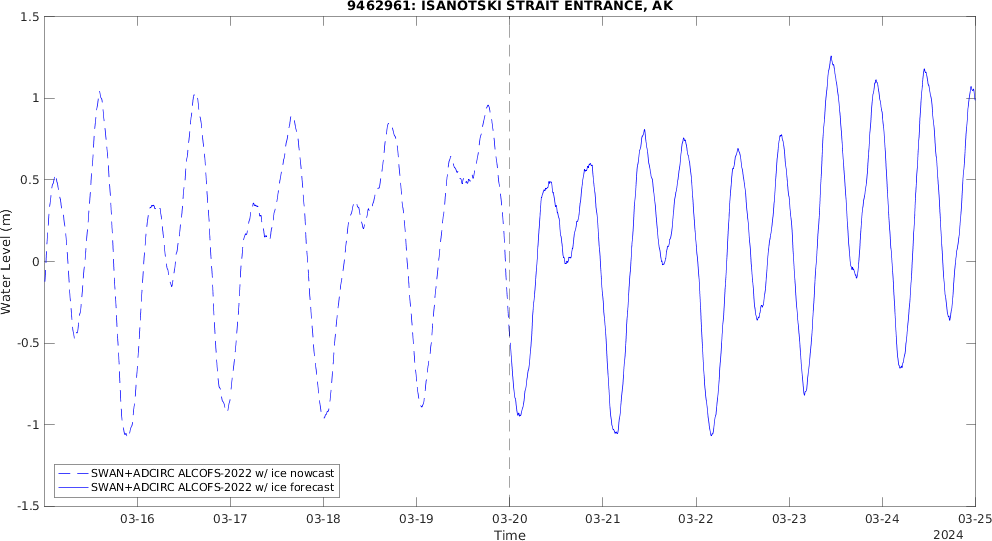 9462961: ISANOTSKI STRAIT ENTRANCE, AK
1.5
1
0.5
0
-0.5
-1
-1.5
Water Level (m)
SWAN+ADCIRC ALCOFS-2022 w/ ice nowcast
SWAN+ADCIRC ALCOFS-2022 w/ ice forecast
03-16 03-17 03-18 03-19 03-20 03-21 03-22 03-23 03-24 03-25
Time
2024